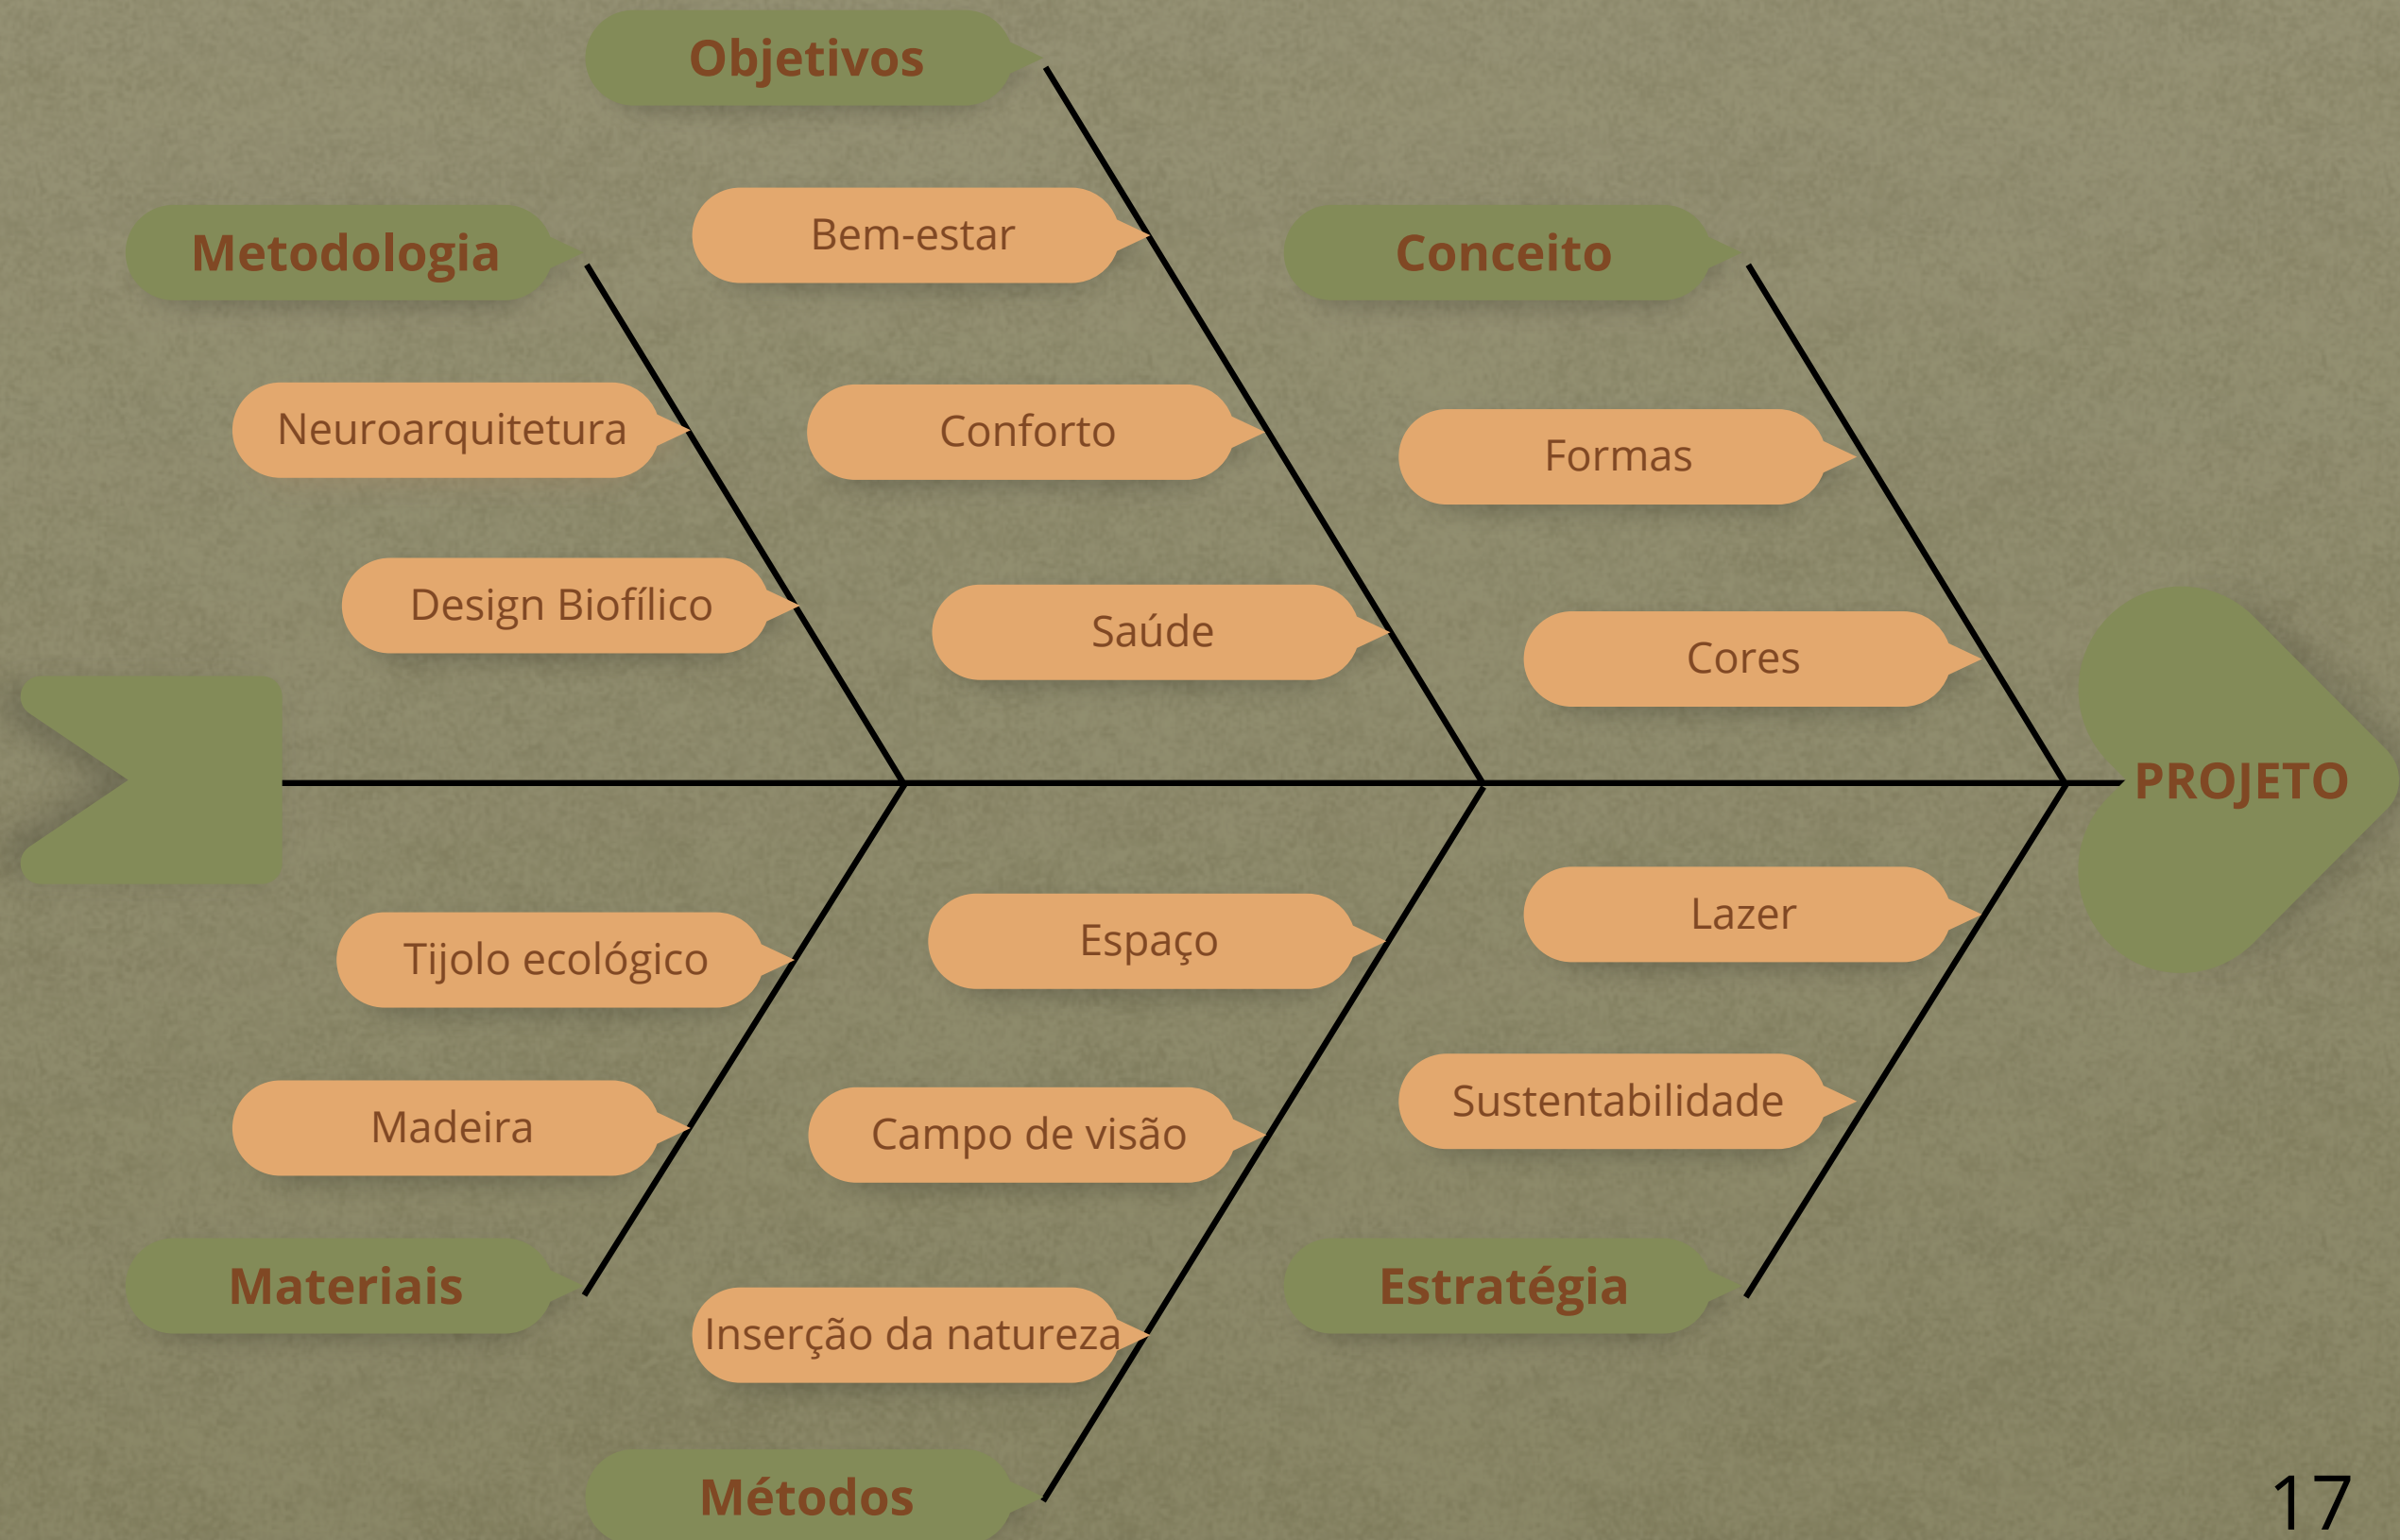 Objetivos
Bem-estar
Metodologia
Conceito
Neuroarquitetura
Conforto
Formas
Design Biofílico
Saúde
Cores
PROJETO
Lazer
Espaço
Tijolo ecológico
Sustentabilidade
Madeira
Campo de visão
Materiais
Estratégia
Inserção da natureza
Métodos
17